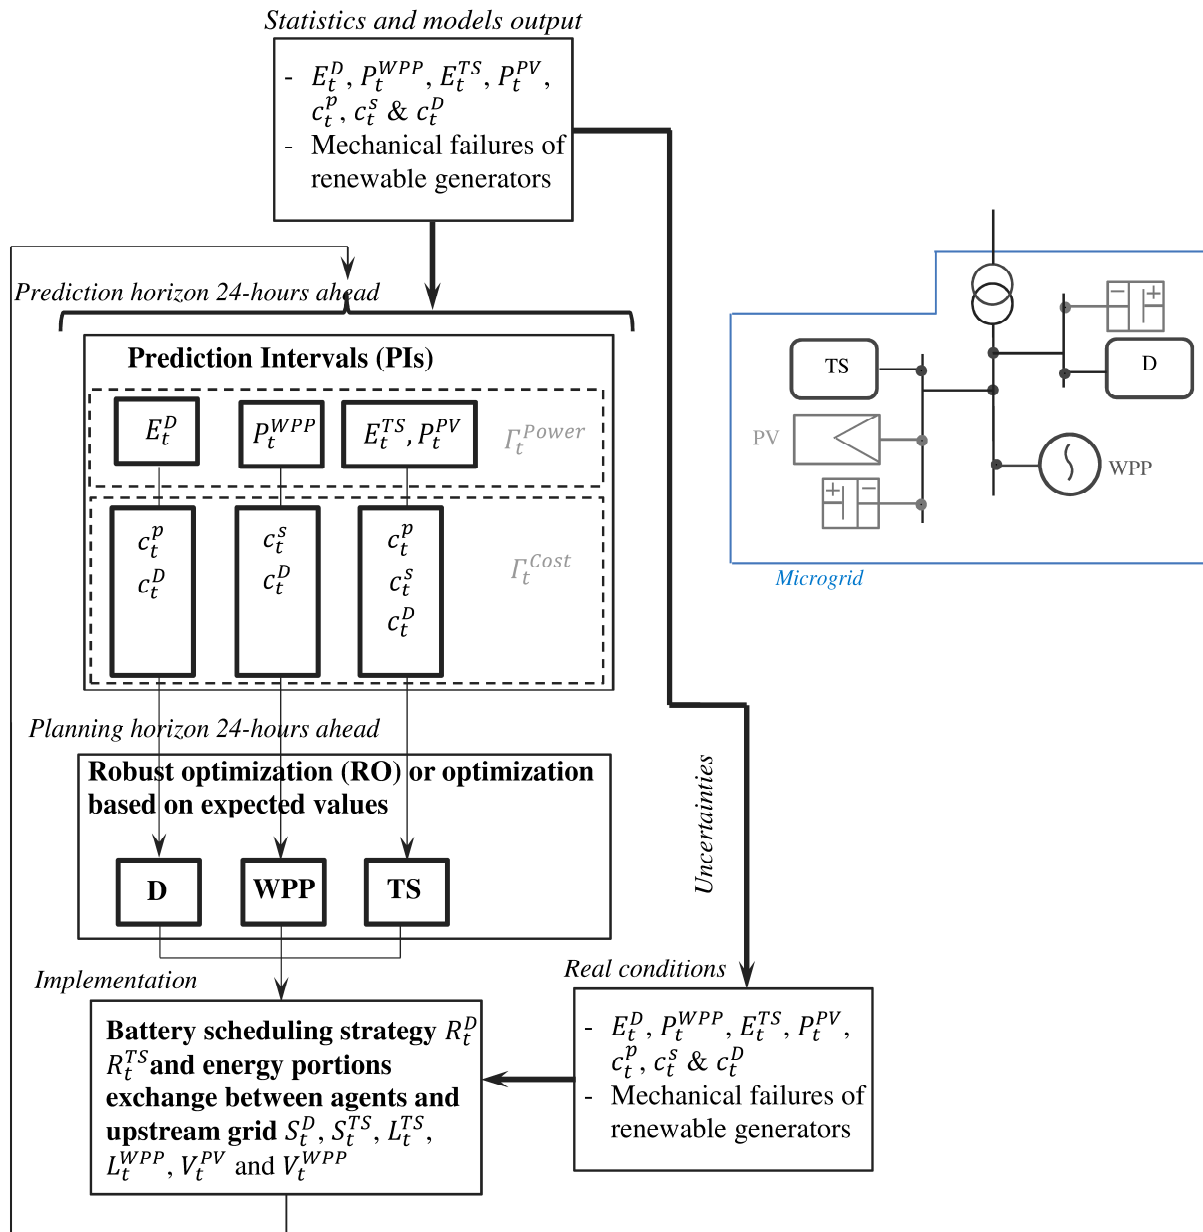 Statistics and models output
- E_t^D, P_t^WPP, E_t^TS, P_t^PV,
c_t^p, c_t^s & c_t^D
- Mechanical failures of
renewable generators
Prediction horizon 24-hours ahead
Prediction Intervals (PIs)
E_t^D
P_t^WPP
E_t^TS, P_t^PV
Γ_t^Power
c_t^p
c_t^D
c_t^s
c_t^D
c_t^p
c_t^s
c_t^D
Γ_t^Cost
Planning horizon 24-hours ahead
Robust optimization (RO) or optimization
based on expected values
D
WPP
TS
Implementation
Battery scheduling strategy R_t^D
R_t^TS and energy portions
exchange between agents and
upstream grid S_t^D, S_t^TS, L_t^TS,
L_t^WPP, V_t^PV and V_t^WPP
Uncertainties
Real conditions
- E_t^D, P_t^WPP, E_t^TS, P_t^PV,
c_t^p, c_t^s & c_t^D
- Mechanical failures of
renewable generators
TS
D
PV
WPP
Microgrid